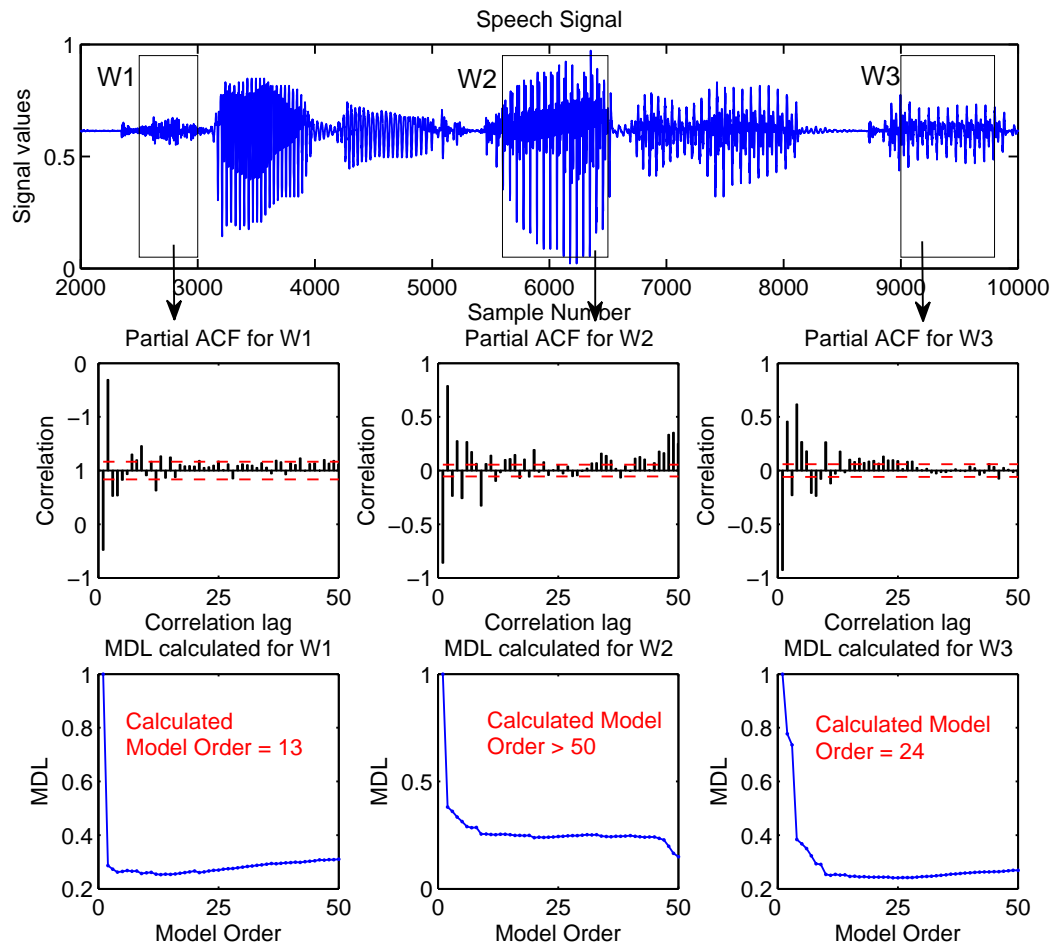 Speech Signal
1
W1
W2
W3
Signal values
0.5
0
2000 3000 4000 5000 6000 7000 8000 9000 10000
Sample Number
Partial ACF for W1
0
−1
1
0
−1
Correlation
0 25 50
Correlation lag
Partial ACF for W2
1
0.5
0
−0.5
−1
Correlation
0 25 50
Correlation lag
Partial ACF for W3
1
0.5
0
−0.5
−1
Correlation
0 25 50
Correlation lag
MDL calculated for W1
1
0.8
0.6
0.4
0.2
MDL
Calculated
Model Order = 13
0 25 50
Model Order
MDL calculated for W2
1
0.5
0
MDL
Calculated Model
Order > 50
0 25 50
Model Order
MDL calculated for W3
1
0.8
0.6
0.4
0.2
MDL
Calculated Model
Order = 24
0 25 50
Model Order